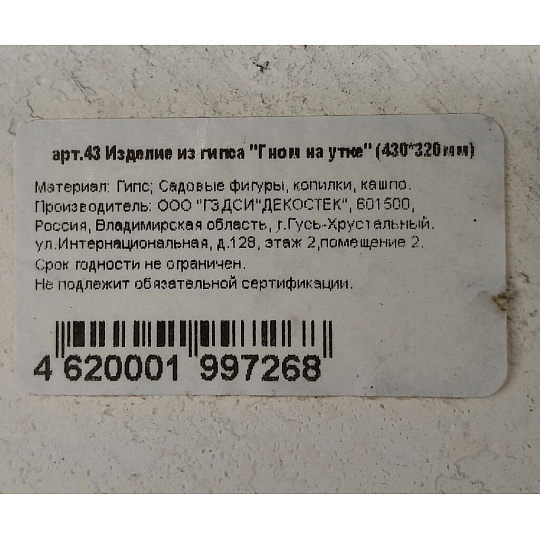 арт.43 Изделие из гипса "Гном на утке" (430*320мм)
Материал: Гипс; Садовые фигуры, копилки, кашпо.
Производитель: ООО "ГЗДСИ"ДЕКОСТЕК", 601500,
Россия, Владимирская область, г.Гусь-Хрустальный.
ул.Интернациональная, д.128, этаж 2,помещение 2.
Срок годности не ограничен.
Не подлежит обязательной сертификации.
4 620001 997268